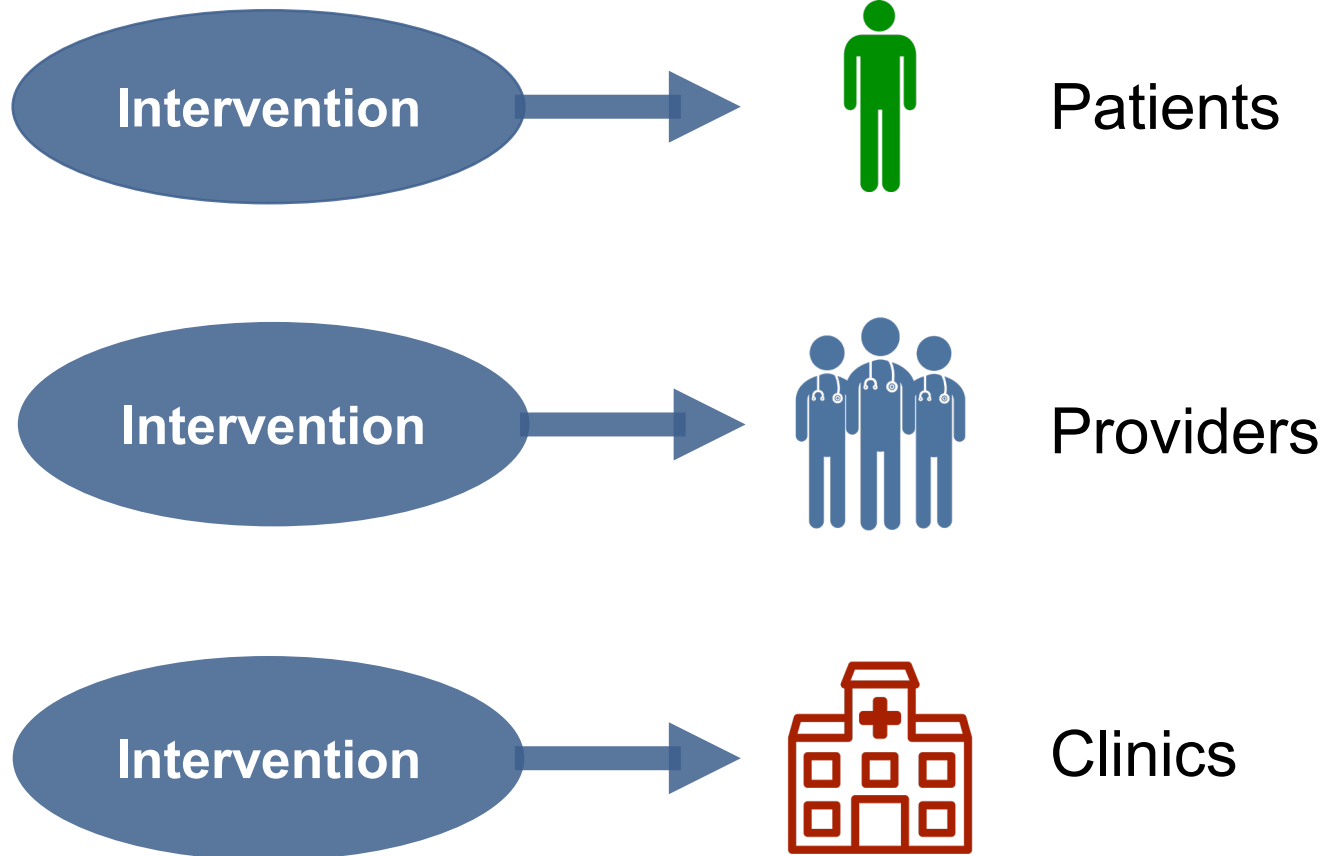 Intervention
Patients
Intervention
Providers
Intervention
Clinics